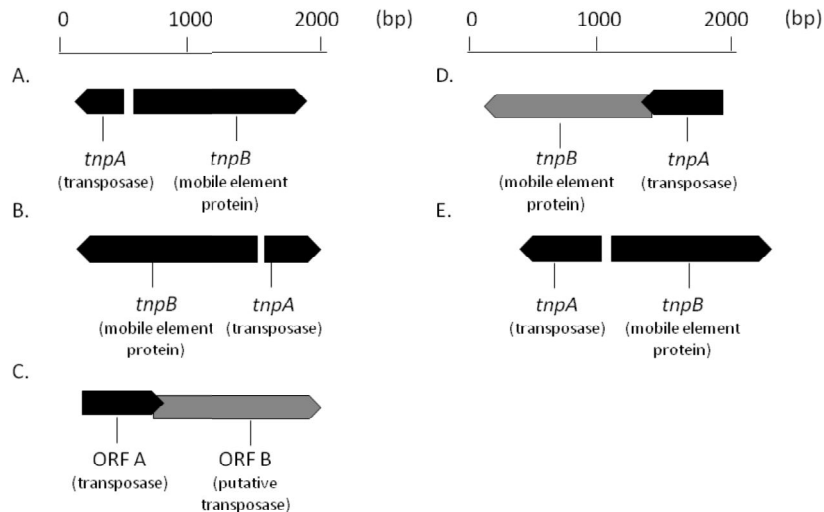 0 1000 2000 (bp)
0 1000 2000 (bp)
A.
tnpA tnpB
(transposase) (mobile element
protein)
B.
tnpB tnpA
(mobile element (transposase)
protein)
C.
ORF A ORF B
(transposase) (putative
transposase)
D.
tnpB tnpA
(mobile element (transposase)
protein)
E.
tnpA tnpB
(transposase) (mobile element
protein)